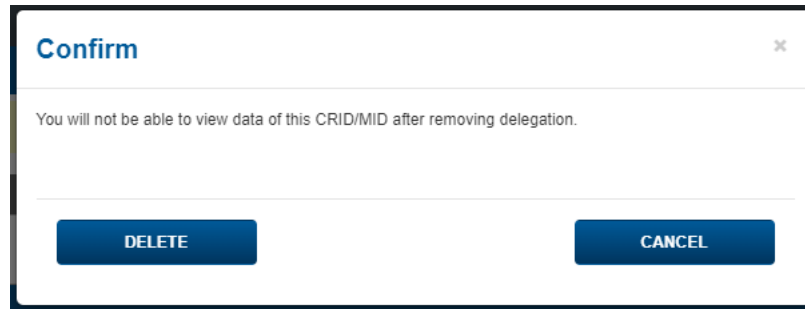 Confirm
You will not be able to view data of this CRID/MID after removing delegation.
DELETE
CANCEL